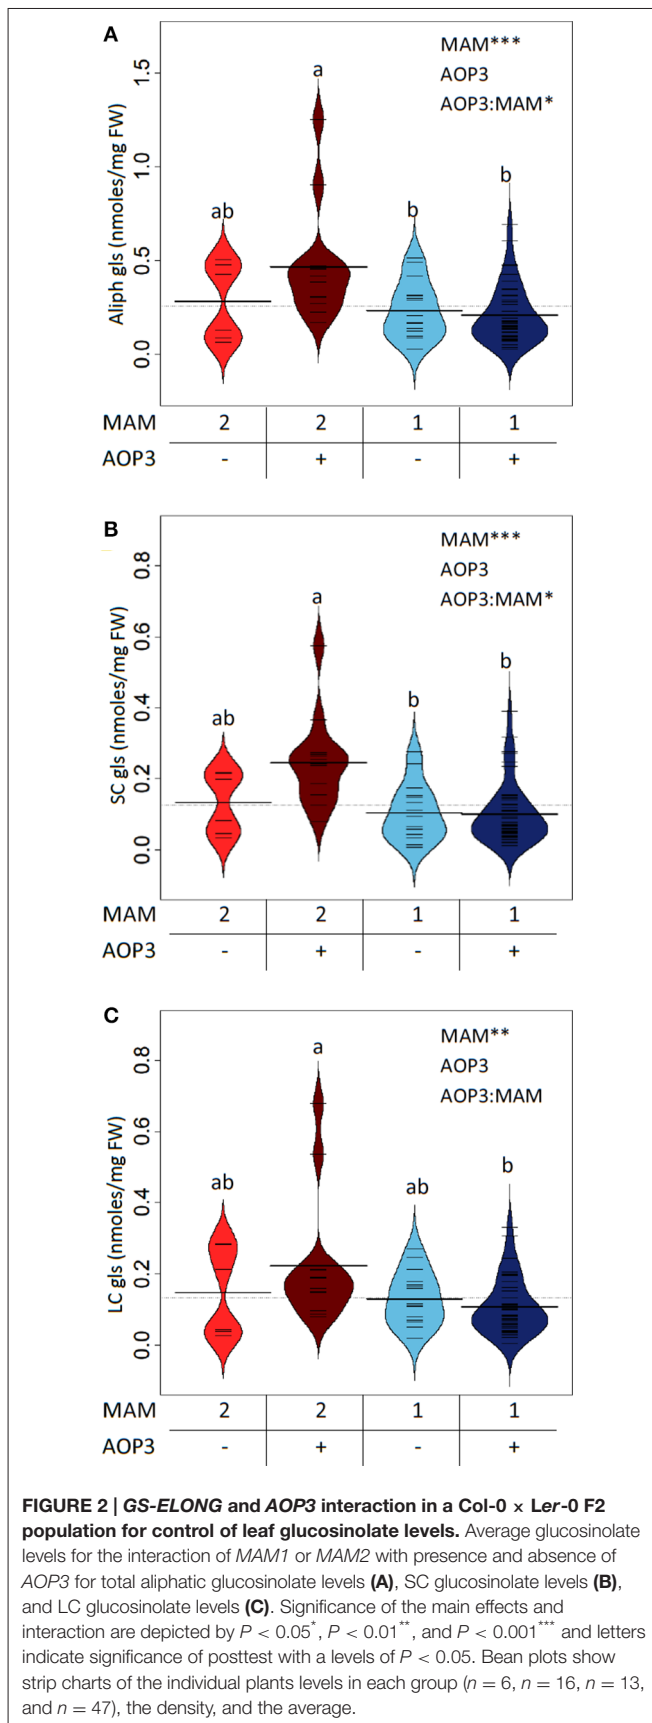 A
MAM***
AOP3
AOP3:MAM*
a
ab
b
b
Aliph gls (nmoles/mg FW)
1.5
1.0
0.5
0.0
MAM 2 2 1 1
AOP3 - + - +
B
MAM***
AOP3
AOP3:MAM*
a
ab
b
b
SC gls (nmoles/mg FW)
0.8
0.6
0.4
0.2
0.0
MAM 2 2 1 1
AOP3 - + - +
C
MAM**
AOP3
AOP3:MAM
a
ab
ab
b
LC gls (nmoles/mg FW)
0.8
0.6
0.4
0.2
0.0
MAM 2 2 1 1
AOP3 - + - +
FIGURE 2 | GS-ELONG and AOP3 interaction in a Col-0 × Ler-0 F2
population for control of leaf glucosinolate levels. Average glucosinolate
levels for the interaction of MAM1 or MAM2 with presence and absence of
AOP3 for total aliphatic glucosinolate levels (A), SC glucosinolate levels (B),
and LC glucosinolate levels (C). Significance of the main effects and
interaction are depicted by P < 0.05*, P < 0.01**, and P < 0.001*** and letters
indicate significance of posttest with a levels of P < 0.05. Bean plots show
strip charts of the individual plants levels in each group (n = 6, n = 16, n = 13,
and n = 47), the density, and the average.